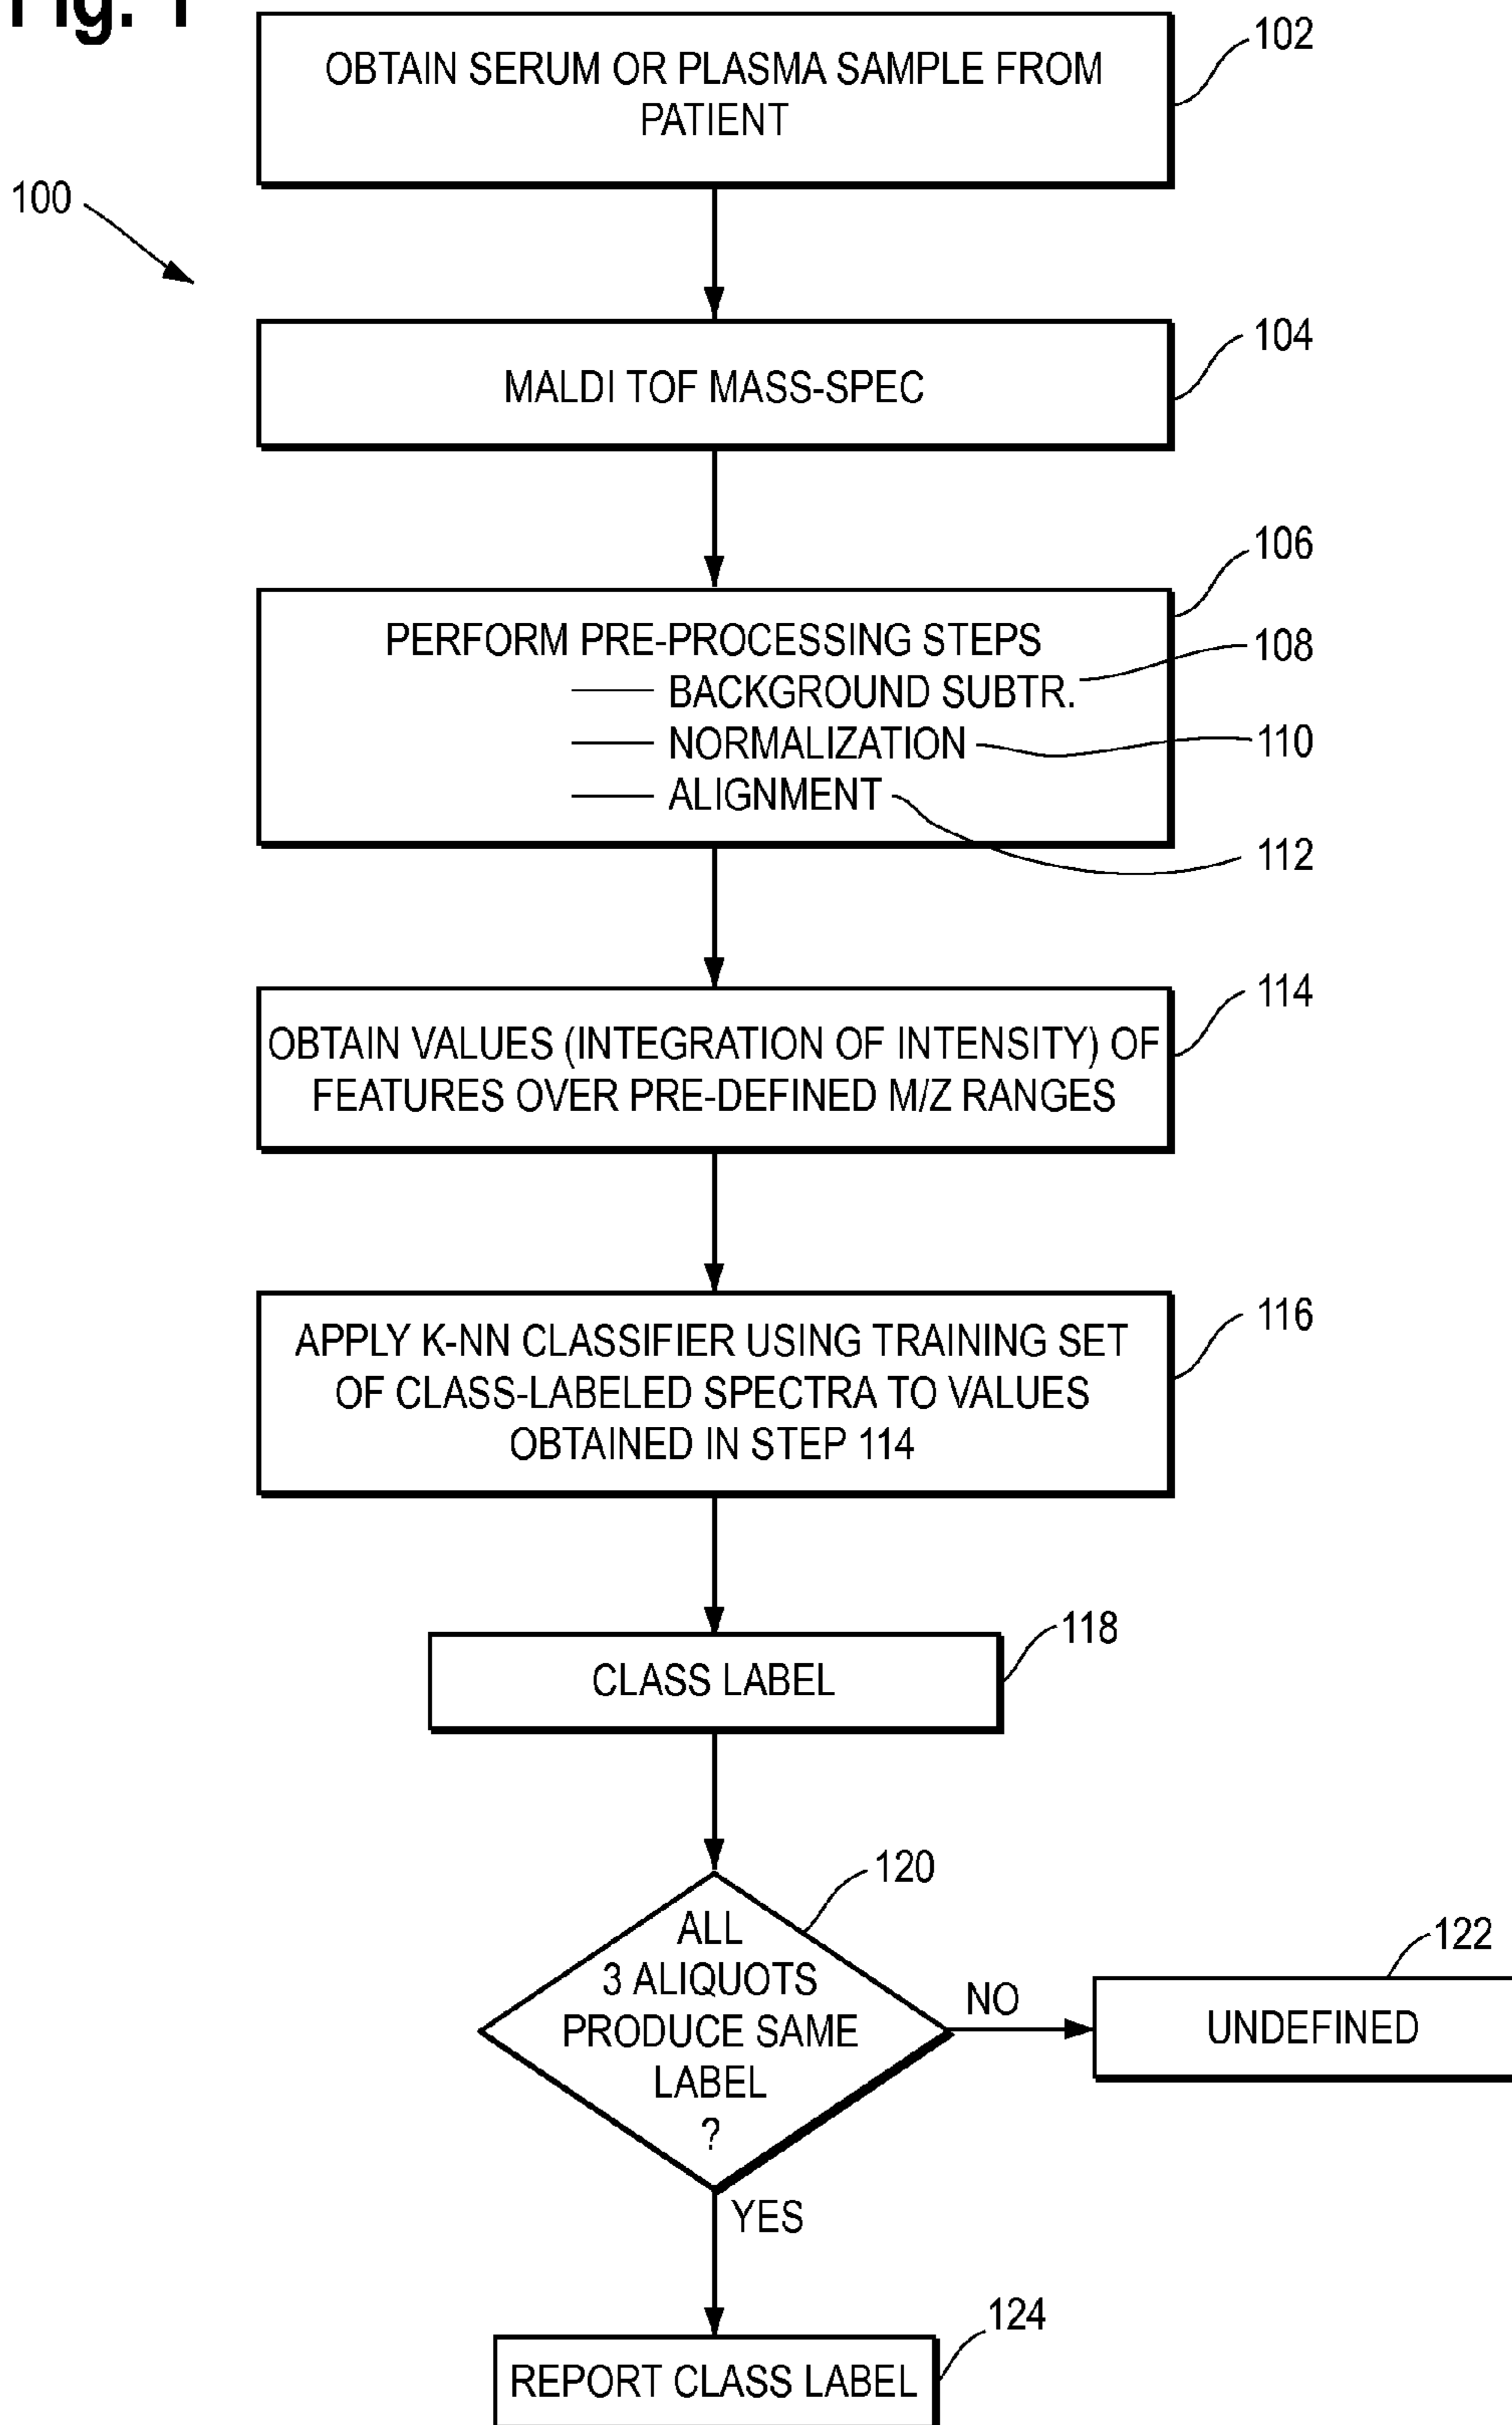 Fig. 1
102
OBTAIN SERUM OR PLASMA SAMPLE FROM
PATIENT
100
104
MALDI TOF MASS-SPEC
106
PERFORM PRE-PROCESSING STEPS
108
BACKGROUND SUBTR.
NORMALIZATION
110
ALIGNMENT
112
114
OBTAIN VALUES (INTEGRATION OF INTENSITY) OF
FEATURES OVER PRE-DEFINED M/Z RANGES
116
APPLY K-NN CLASSIFIER USING TRAINING SET
OF CLASS-LABELED SPECTRA TO VALUES
OBTAINED IN STEP 114
118
CLASS LABEL
120
ALL
3 ALIQUOTS
PRODUCE SAME
LABEL
?
NO
122
UNDEFINED
YES
124
REPORT CLASS LABEL